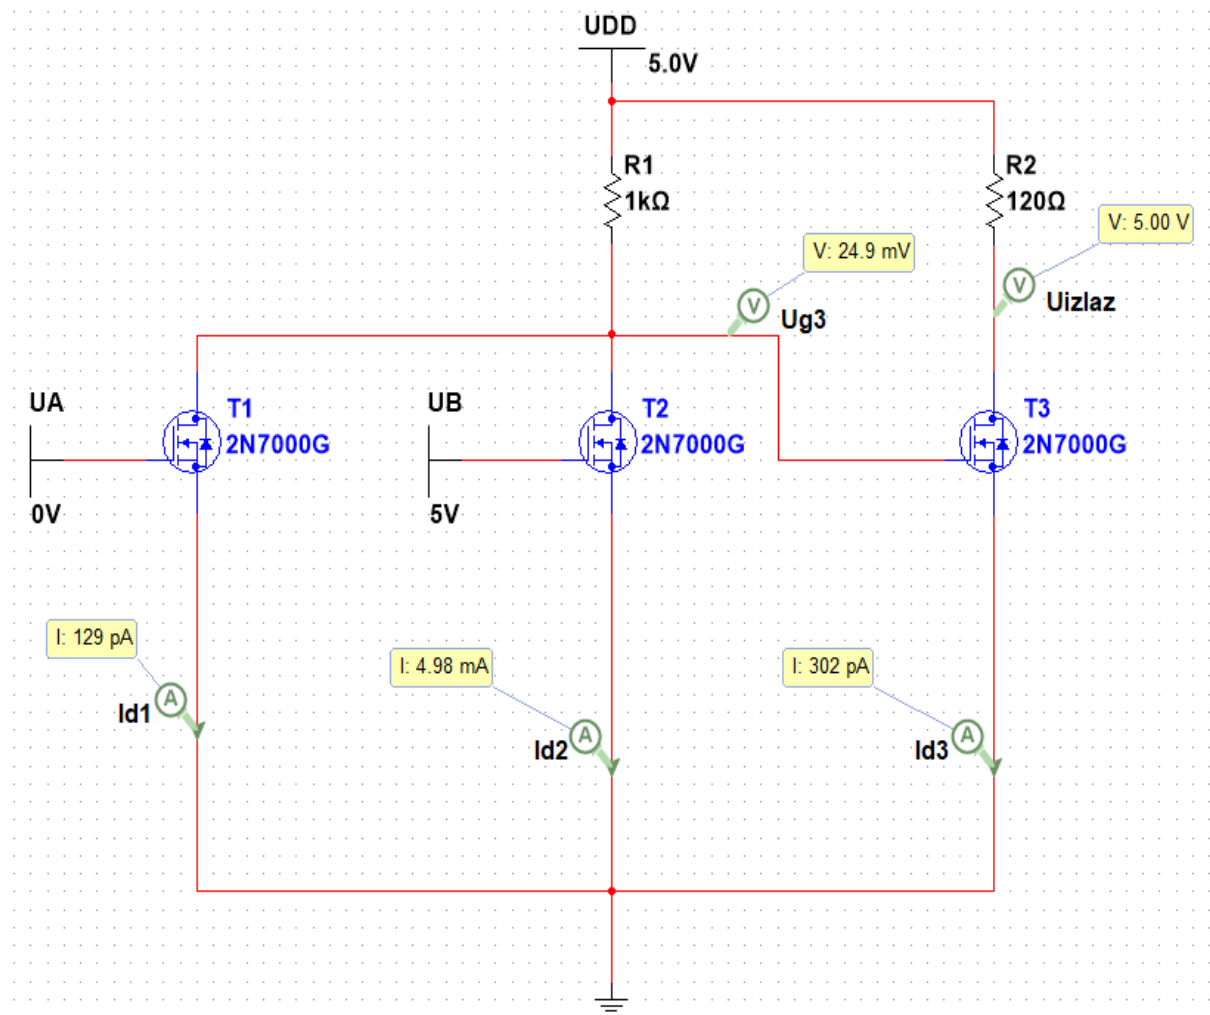 UDD
5.0V
R1
1kΩ
R2
120Ω
V: 5.00 V
V: 24.9 mV
V
Uizlaz
V
Ug3
UA
T1
2N7000G
UB
T2
2N7000G
T3
2N7000G
0V
5V
I: 129 pA
I: 4.98 mA
I: 302 pA
A
Id1
A
Id2
A
Id3